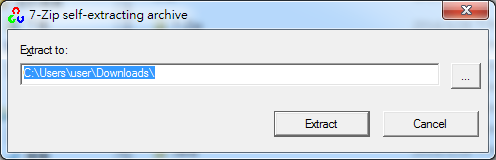 7-Zip self-extracting archive
Extract to:
C:\Users\user\Downloads\
...
Extract
Cancel